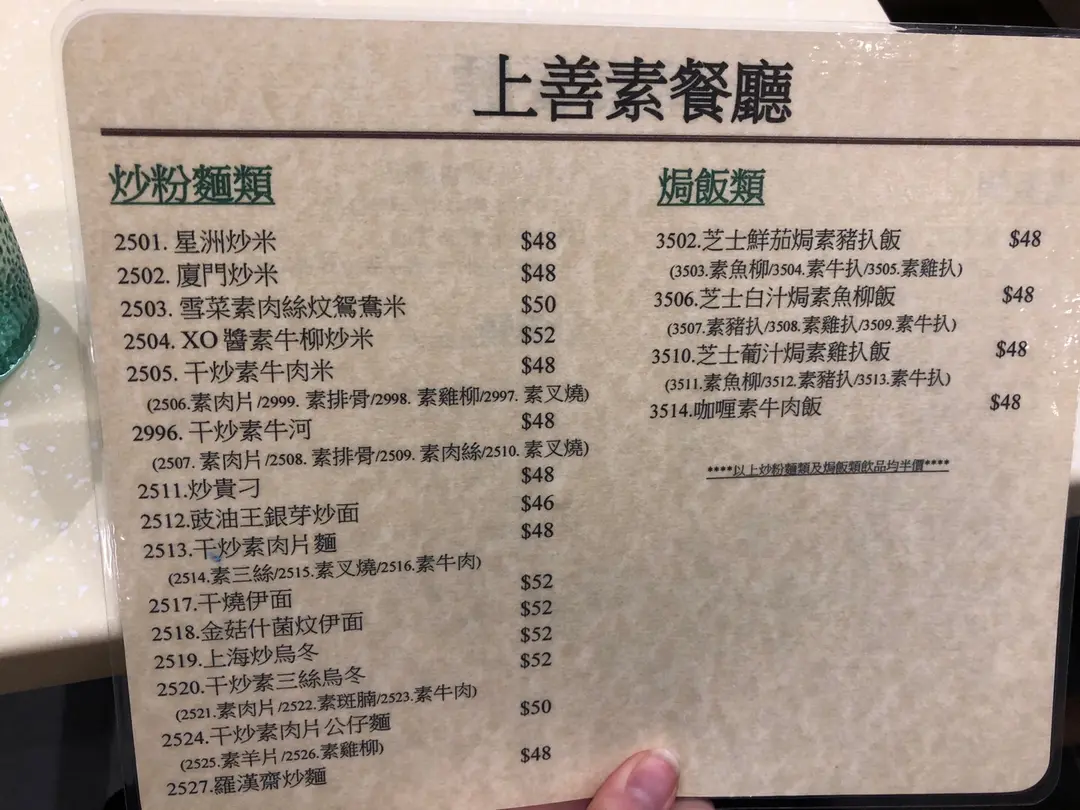 上善素餐廳
炒粉麵類
2501. 星洲炒米 $48
2502. 廈門炒米 $48
2503. 雪菜素肉絲炆鴛鴦米 $50
2504. XO 醬素牛柳炒米 $52
2505. 干炒素牛肉米 $48
(2506.素肉片/2999. 素排骨/2998. 素雞柳/2997. 素叉燒)
2996. 干炒素牛河 $48
(2507. 素肉片/2508. 素排骨/2509. 素肉絲/2510. 素叉燒)
2511.炒貴刁 $48
2512.豉油王銀芽炒面 $46
2513.干炒素肉片麵 $48
(2514.素三絲/2515.素叉燒/2516.素牛肉)
2517.干燒伊面 $52
2518.金菇什菌炆伊面 $52
2519.上海炒烏冬 $52
2520.干炒素三絲烏冬 $52
(2521.素肉片/2522.素斑腩/2523.素牛肉)
2524.干炒素肉片公仔麵 $50
(2525.素羊片/2526.素雞柳)
2527.羅漢齋炒麵 $48
焗飯類
3502.芝士鮮茄焗素豬扒飯 $48
(3503.素魚柳/3504.素牛扒/3505.素雞扒)
3506.芝士白汁焗素魚柳飯 $48
(3507.素豬扒/3508.素雞扒/3509.素牛扒)
3510.芝士葡汁焗素雞扒飯 $48
(3511.素魚柳/3512.素豬扒/3513.素牛扒)
3514.咖喱素牛肉飯 $48
****以上炒粉麵類及焗飯類飲品均半價****